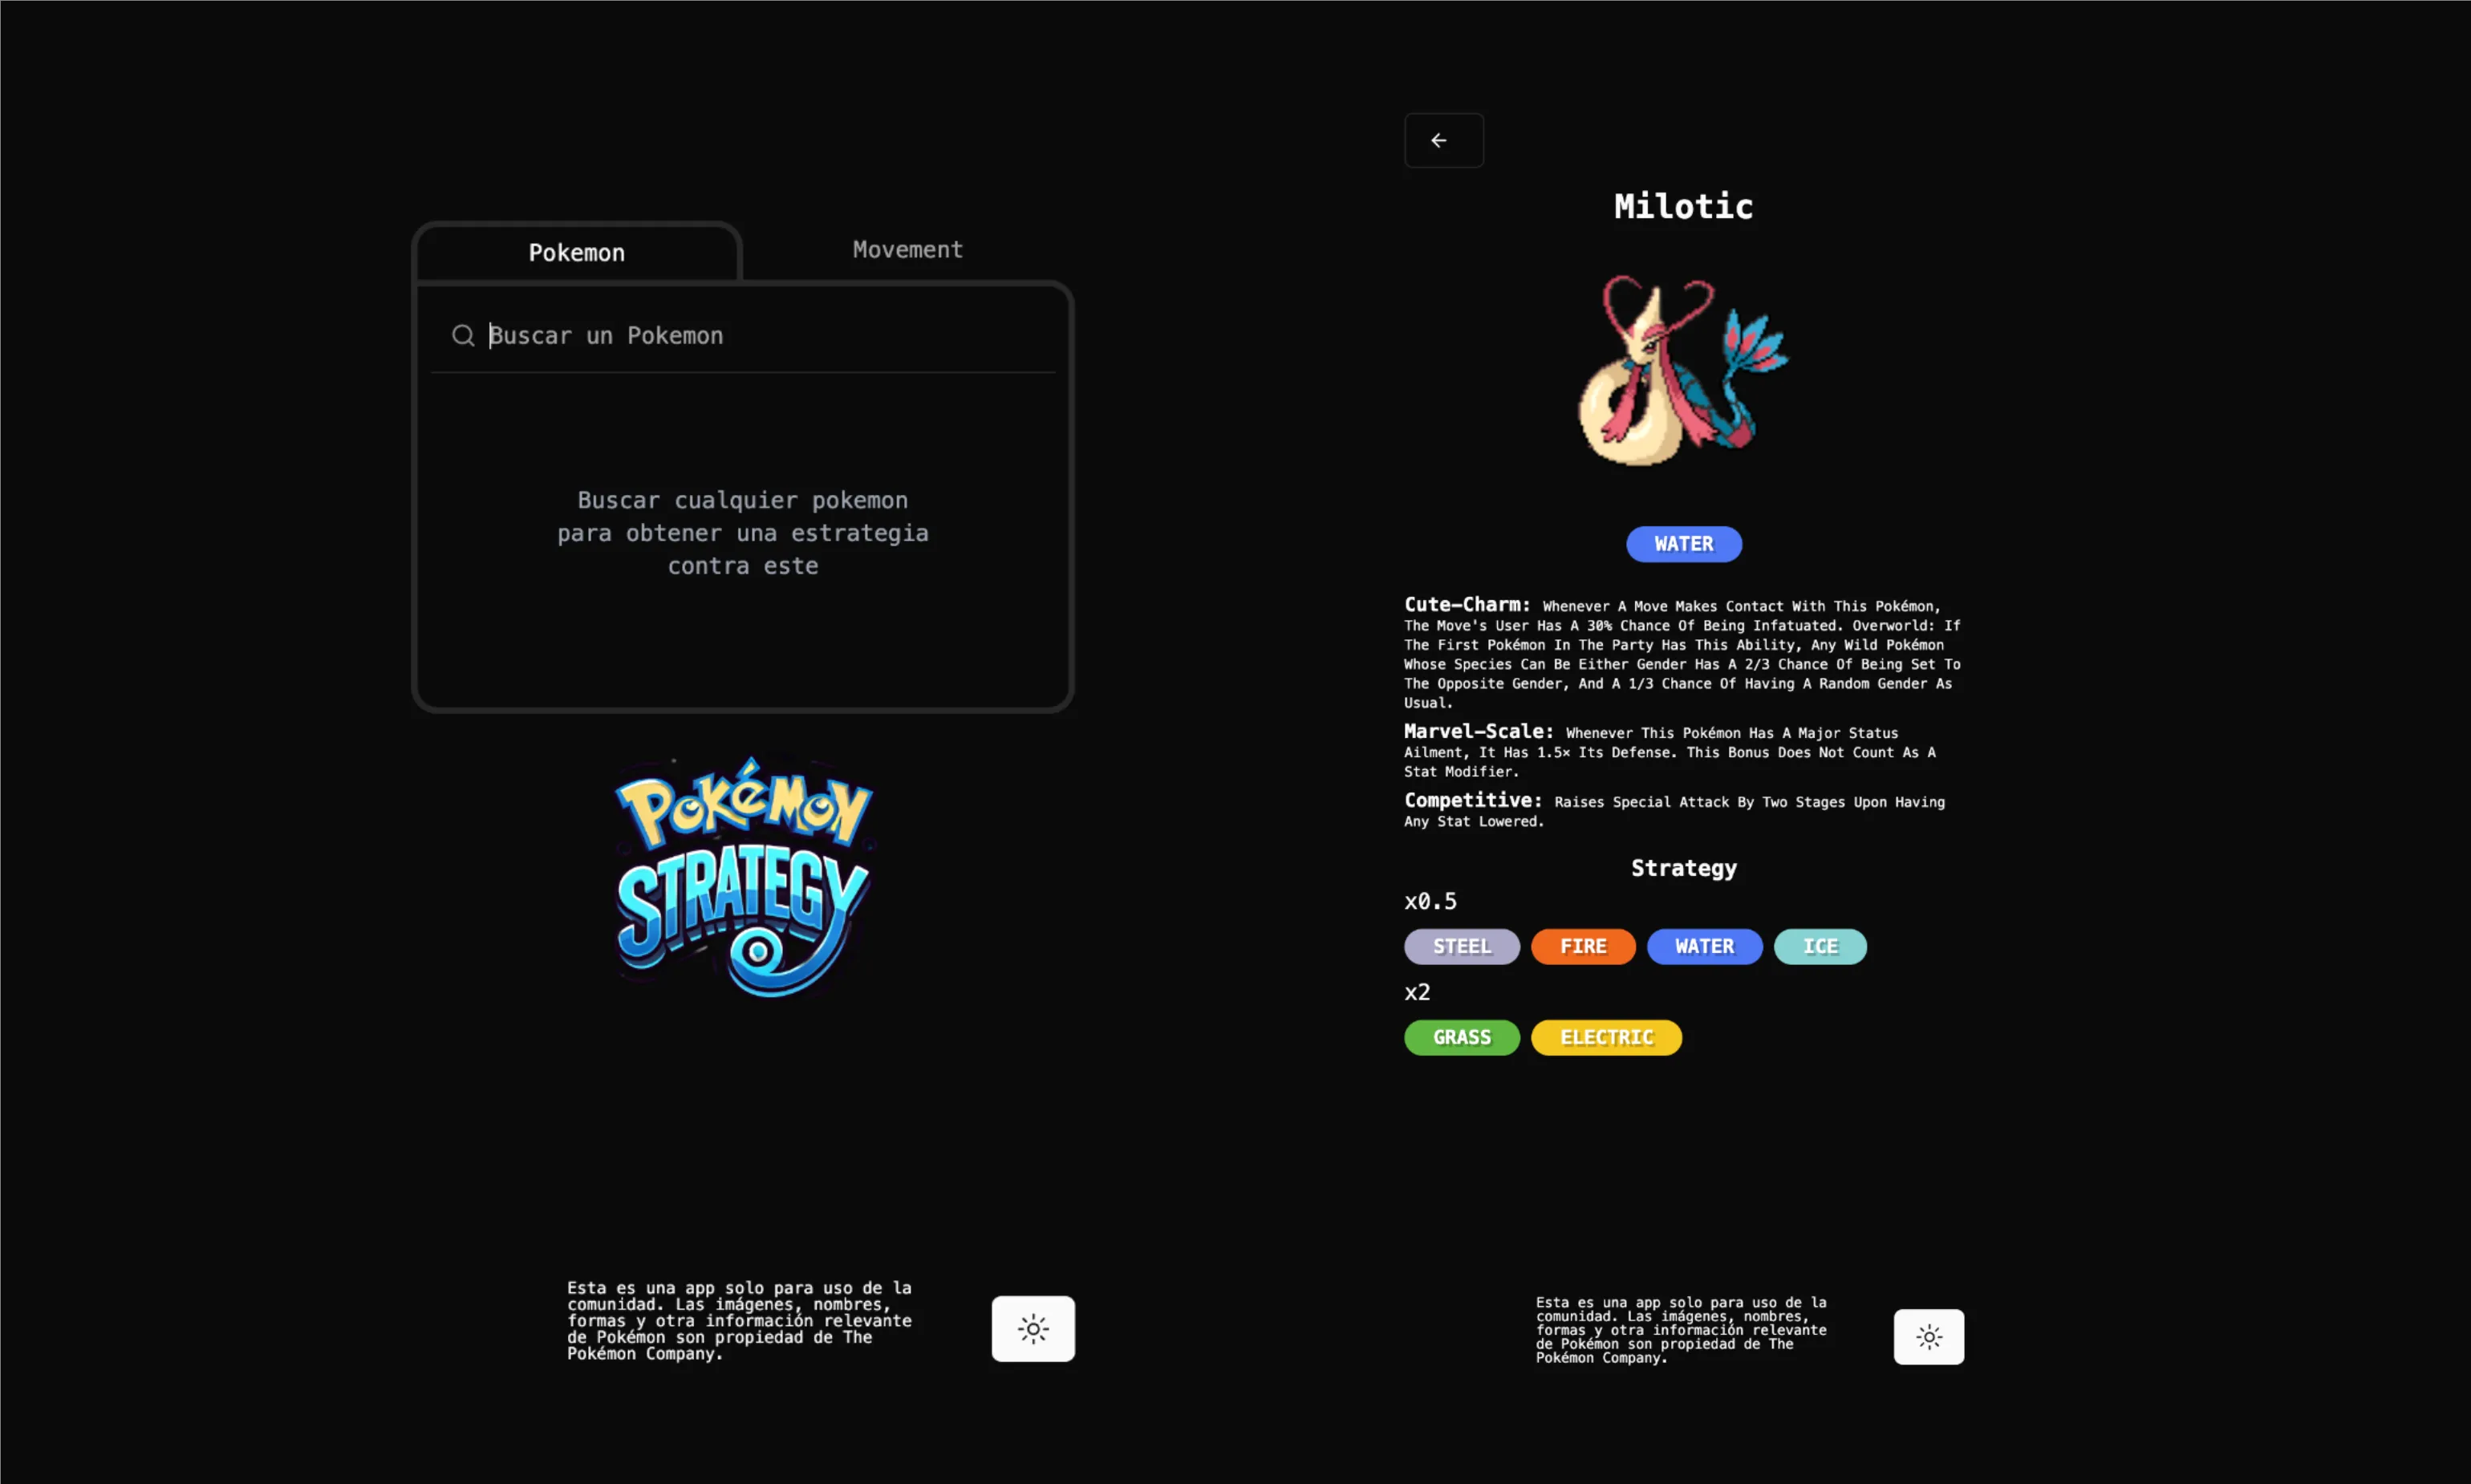 Pokemon
Movement
Buscar un Pokemon
Buscar cualquier pokemon
para obtener una estrategia
contra este
POKéMON
STRATEGY
Esta es una app solo para uso de la
comunidad. Las imágenes, nombres,
formas y otra información relevante
de Pokémon son propiedad de The
Pokémon Company.
Milotic
WATER
Cute-Charm: Whenever A Move Makes Contact With This Pokémon,
The Move's User Has A 30% Chance Of Being Infatuated. Overworld: If
The First Pokémon In The Party Has This Ability, Any Wild Pokémon
Whose Species Can Be Either Gender Has A 2/3 Chance Of Being Set To
The Opposite Gender, And A 1/3 Chance Of Having A Random Gender As
Usual.
Marvel-Scale: Whenever This Pokémon Has A Major Status
Ailment, It Has 1.5× Its Defense. This Bonus Does Not Count As A
Stat Modifier.
Competitive: Raises Special Attack By Two Stages Upon Having
Any Stat Lowered.
Strategy
x0.5
STEEL FIRE WATER ICE
x2
GRASS ELECTRIC
Esta es una app solo para uso de la
comunidad. Las imágenes, nombres,
formas y otra información relevante
de Pokémon son propiedad de The
Pokémon Company.